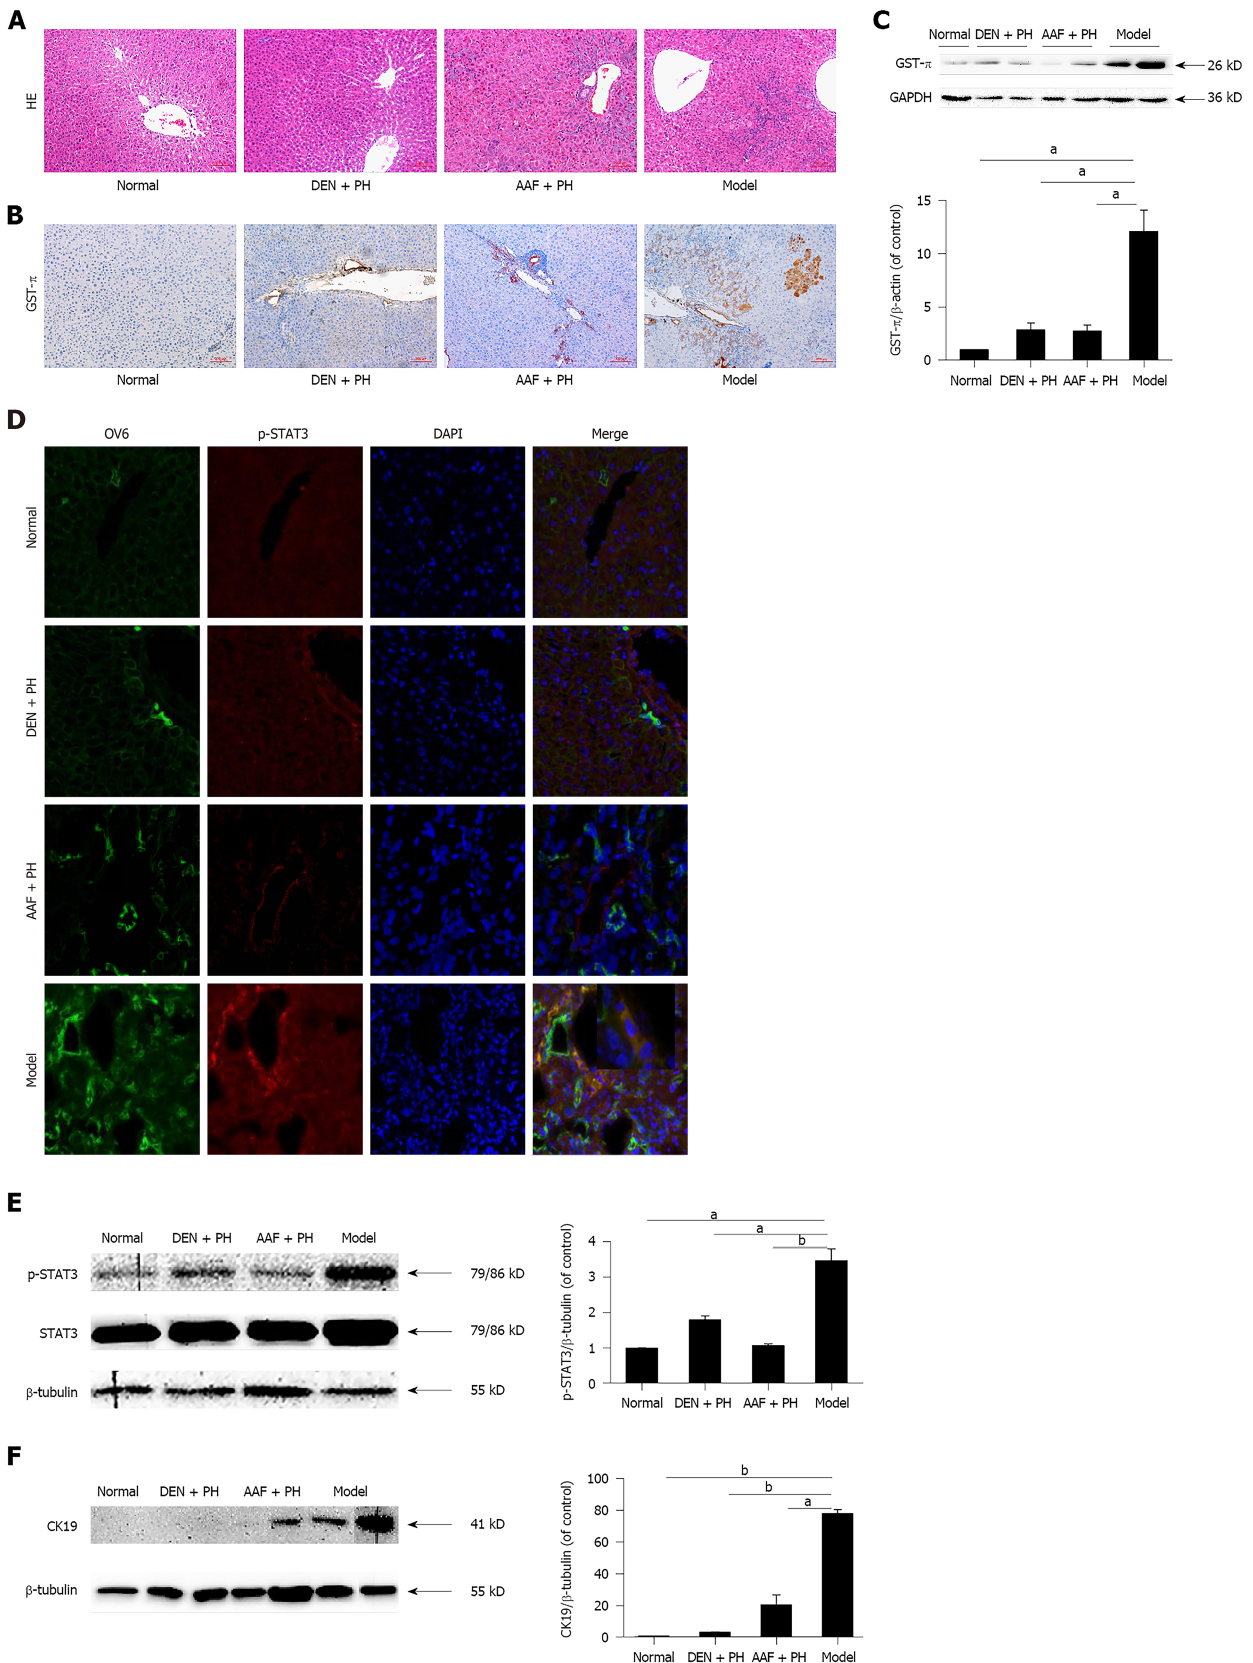 A
HE
Normal
DEN + PH
AAF + PH
Model
B
GST-π
Normal
DEN + PH
AAF + PH
Model
C
Normal DEN + PH AAF + PH Model
GST-π
26 kD
GAPDH
36 kD
a
a
a
GST-π/β-actin (of control)
15
10
5
0
Normal DEN + PH AAF + PH Model
D
OV6 p-STAT3 DAPI Merge
Normal
DEN + PH
AAF + PH
Model
E
Normal DEN + PH AAF + PH Model
p-STAT3
79/86 kD
STAT3
79/86 kD
β-tubulin
55 kD
a
a
b
p-STAT3/β-tubulin (of control)
4
3
2
1
0
Normal DEN + PH AAF + PH Model
F
Normal DEN + PH AAF + PH Model
CK19
41 kD
β-tubulin
55 kD
b
b
a
CK19/β-tubulin (of control)
100
80
60
40
20
0
Normal DEN + PH AAF + PH Model